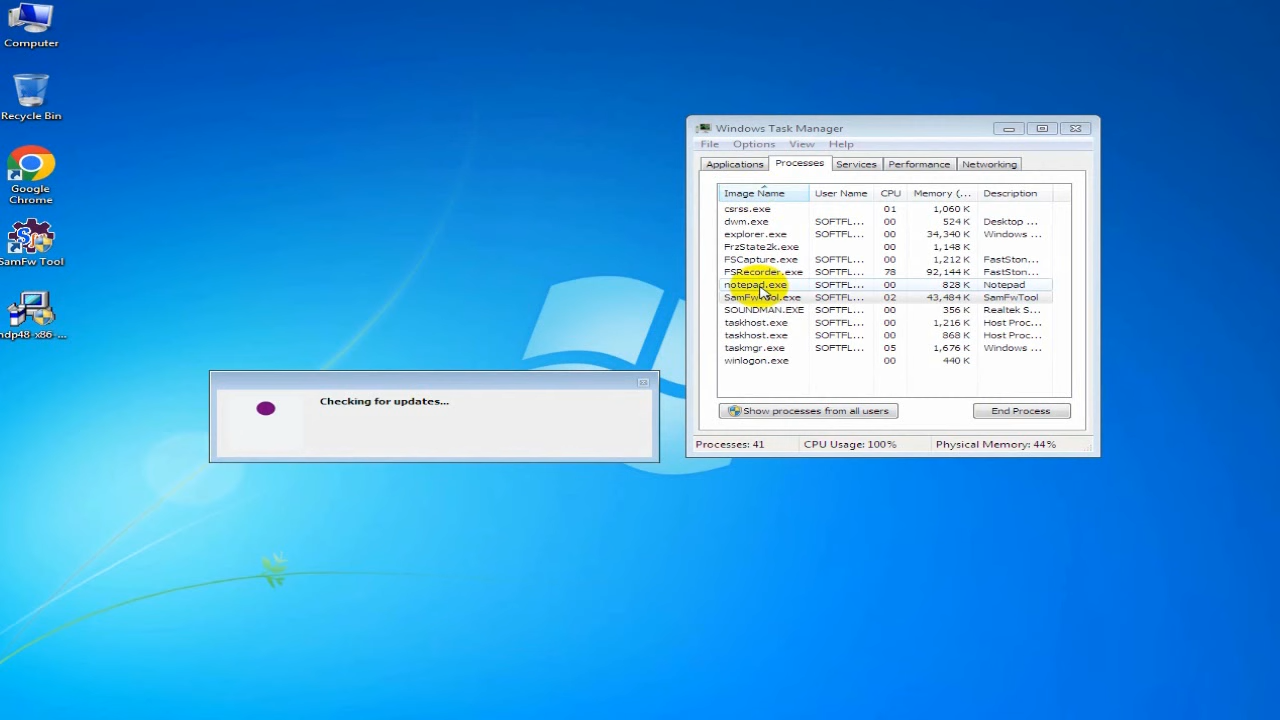 Computer
Recycle Bin
Google
Chrome
SamFw Tool
ndp48-x86-...
Windows Task Manager
File Options View Help
Applications Processes Services Performance Networking
Image Name User Name CPU Memory (... Description
csrss.exe 01 1,060 K
dwm.exe SOFTFL... 00 524 K Desktop ...
explorer.exe SOFTFL... 00 34,340 K Windows ...
FrzState2k.exe 00 1,148 K
FSCapture.exe SOFTFL... 00 1,212 K FastSton...
FSRecorder.exe SOFTFL... 78 92,144 K FastSton...
notepad.exe SOFTFL... 00 828 K Notepad
SamFwTool.exe SOFTFL... 02 43,484 K SamFwTool
SOUNDMAN.EXE SOFTFL... 00 356 K Realtek S...
taskhost.exe SOFTFL... 00 1,216 K Host Proc...
taskhost.exe SOFTFL... 00 868 K Host Proc...
taskmgr.exe SOFTFL... 05 1,676 K Windows ...
winlogon.exe 00 440 K
Show processes from all users End Process
Processes: 41 CPU Usage: 100% Physical Memory: 44%
Checking for updates...